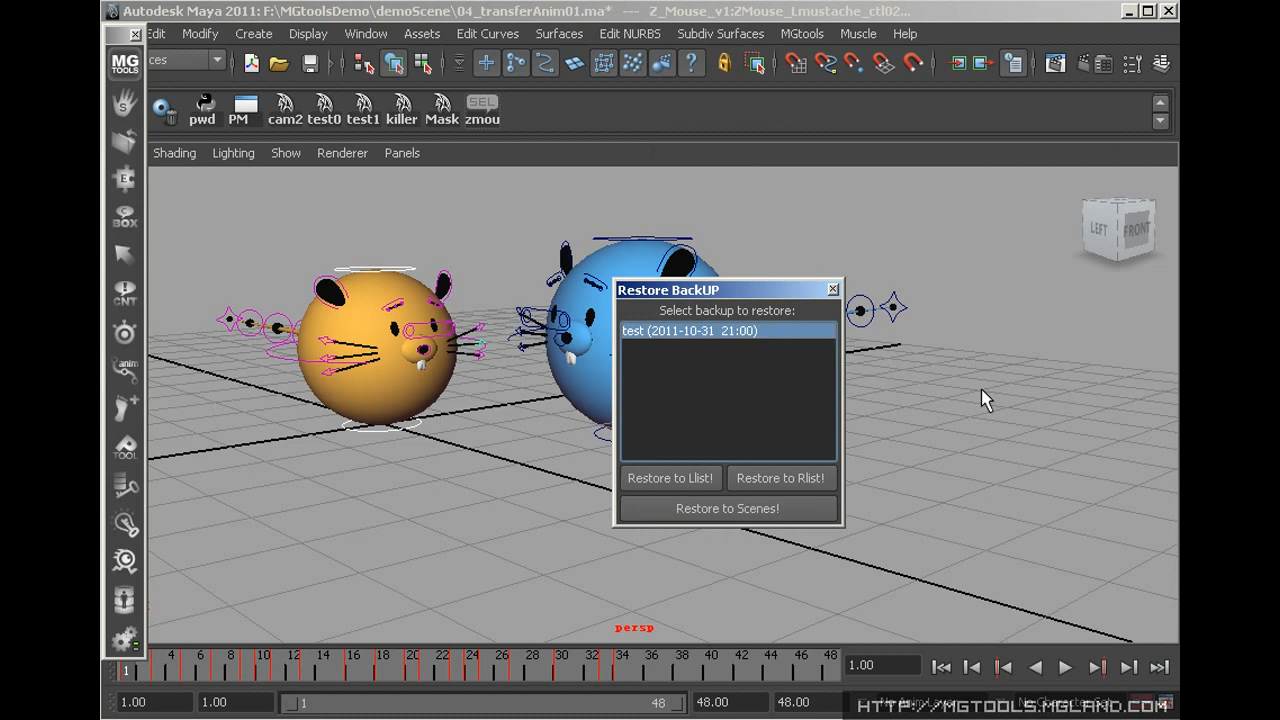 Autodesk Maya 2011: F:\MGtoolsDemo\demoScene\04_transferAnim01.ma* --- Z_Mouse_v1:ZMouse_Lmustache_ctl02...
Edit Modify Create Display Window Assets Edit Curves Surfaces Edit NURBS Subdiv Surfaces MGtools Muscle Help
MG
TOOLS
ces
pwd PM cam2 test0 test1 killer Mask zmou
SEL
Shading Lighting Show Renderer Panels
S
Ec
BOX
CNT
anim
TOOL
LEFT FRONT
Restore BackUP
Select backup to restore:
test (2011-10-31 21:00)
Restore to Llist! Restore to Rlist!
Restore to Scenes!
persp
1 4 6 8 10 12 14 16 18 20 22 24 26 28 30 32 34 36 38 40 42 44 46 48
1.00
1.00 1.00 1 48 48.00 48.00
HTTP://MGTOOLS.MGLAND.COM